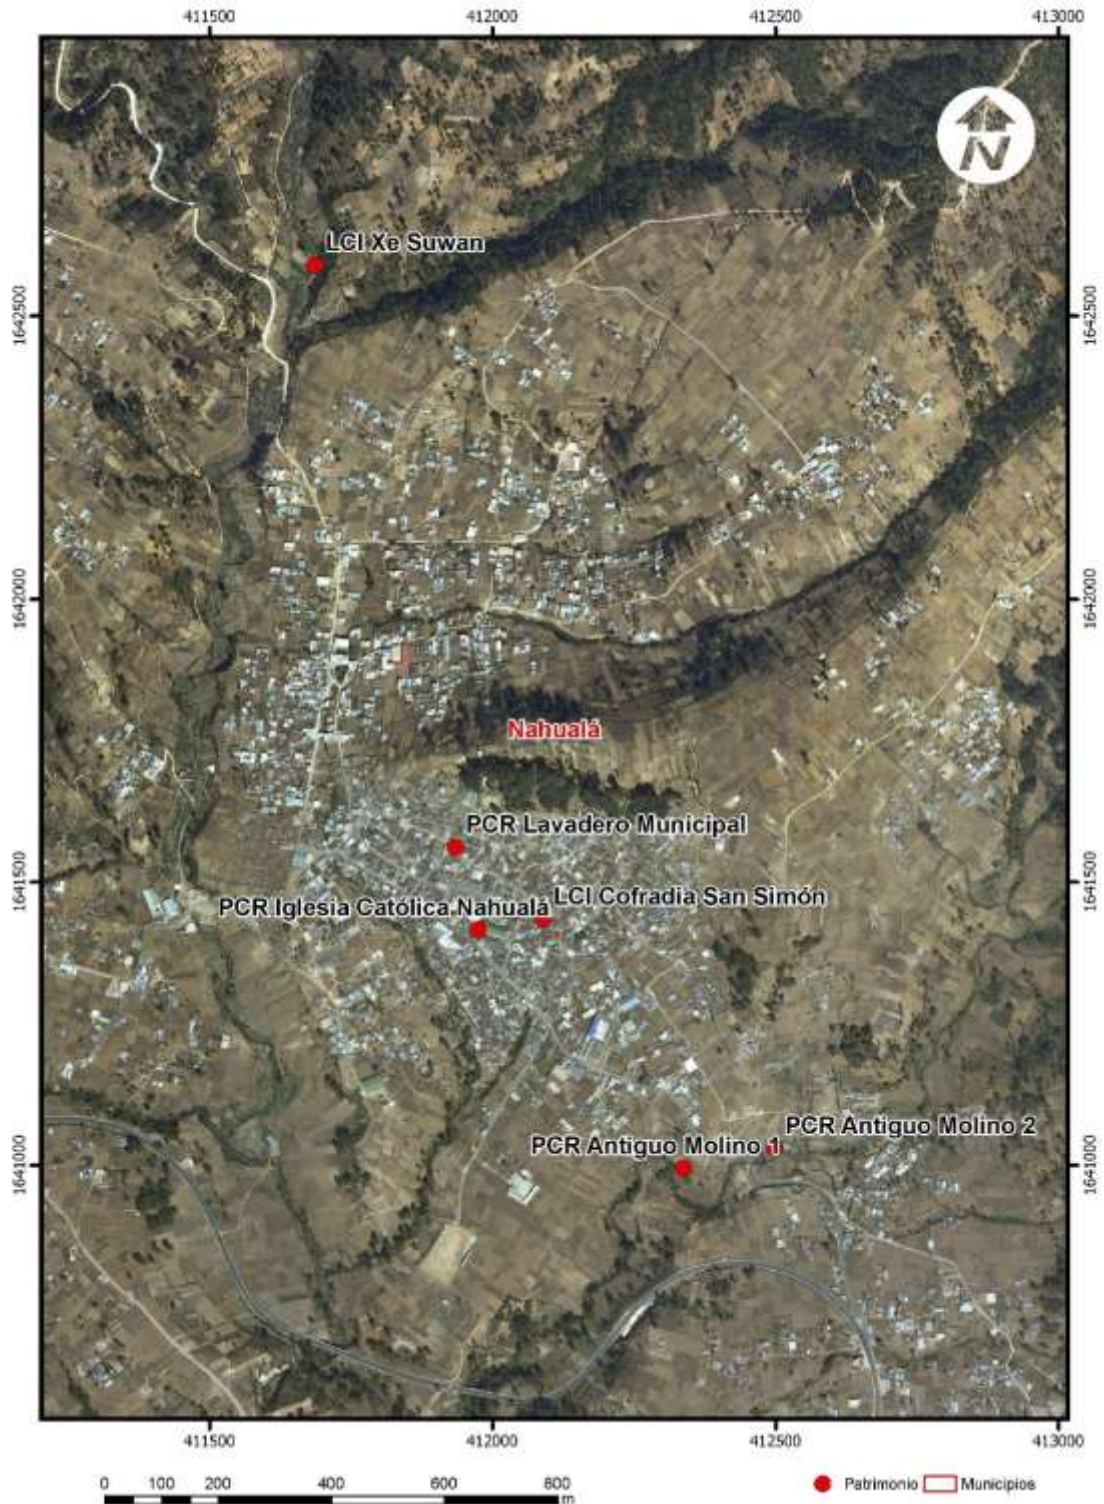 411500 412000 412500 413000
N
LCI Xe Suwan
1642500 1642500
1642000 1642000
Nahualá
PCR Lavadero Municipal
1641500 1641500
LCI Cofradia San Simón
PCR Iglesia Católica Nahualá
PCR Antiguo Molino 2
PCR Antiguo Molino 1
1641000 1641000
411500 412000 412500 413000
0 100 200 400 600 800
m
Patrimonio Municipios